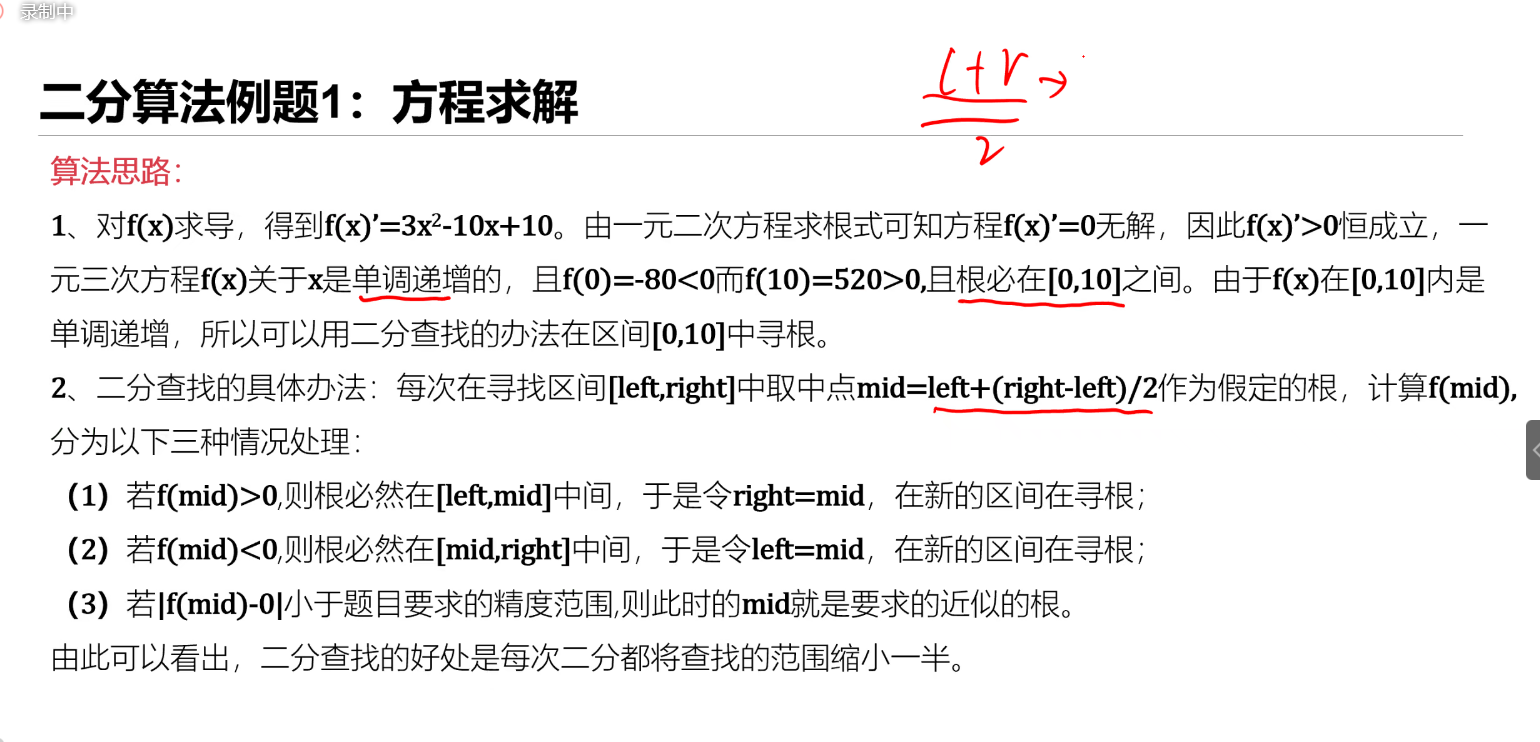 录制中
二分算法例题1：方程求解
l+r →
2
算法思路：
1、对f(x)求导，得到f(x)’=3x²-10x+10。由一元二次方程求根式可知方程f(x)’=0无解，因此f(x)’>0恒成立，一
元三次方程f(x)关于x是单调递增的，且f(0)=-80<0而f(10)=520>0,且根必在[0,10]之间。由于f(x)在[0,10]内是
单调递增，所以可以用二分查找的办法在区间[0,10]中寻根。
2、二分查找的具体办法：每次在寻找区间[left,right]中取中点mid=left+(right-left)/2作为假定的根，计算f(mid),
分为以下三种情况处理：
（1）若f(mid)>0,则根必然在[left,mid]中间，于是令right=mid，在新的区间在寻根；
（2）若f(mid)<0,则根必然在[mid,right]中间，于是令left=mid，在新的区间在寻根；
（3）若|f(mid)-0|小于题目要求的精度范围,则此时的mid就是要求的近似的根。
由此可以看出，二分查找的好处是每次二分都将查找的范围缩小一半。